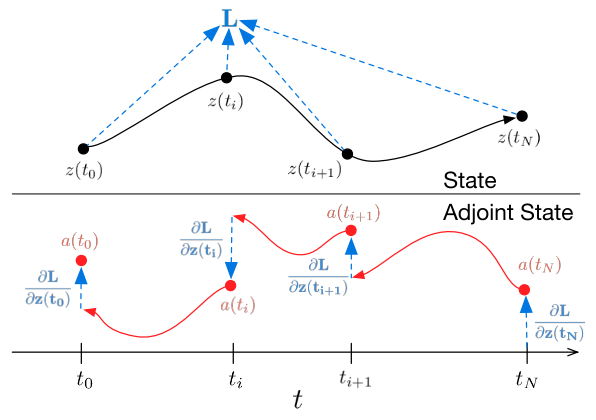 L
z(t_i)
z(t_0)
z(t_{i+1})
z(t_N)
State
Adjoint State
a(t_0)
∂L
∂z(t_0)
∂L
∂z(t_i)
a(t_i)
a(t_{i+1})
∂L
∂z(t_{i+1})
a(t_N)
∂L
∂z(t_N)
t_0
t_i
t_{i+1}
t_N
t